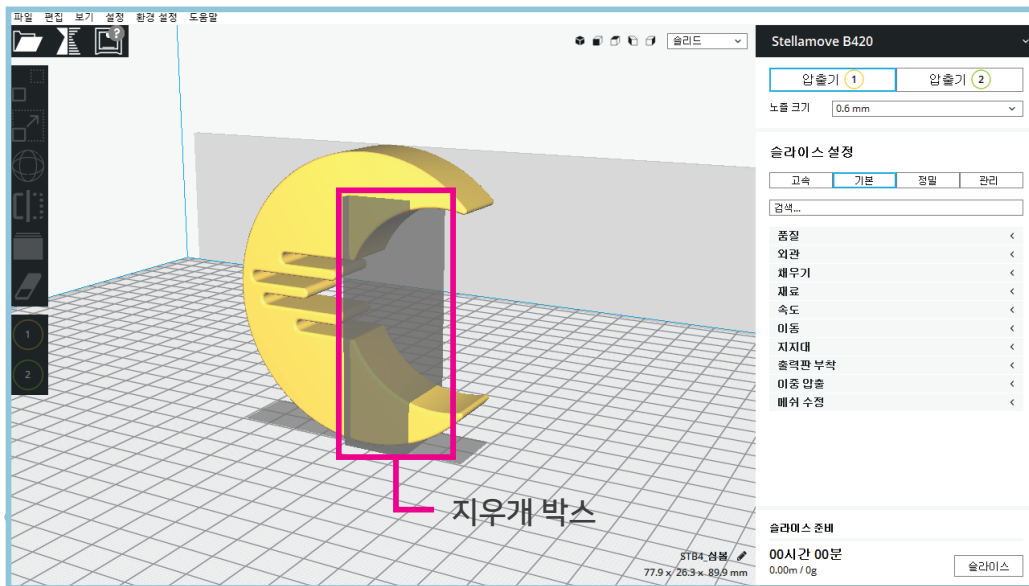 파일 편집 보기 설정 환경 설정 도움말
?
솔리드
Stellamove B420
압출기 1
압출기 2
노즐 크기
0.6 mm
슬라이스 설정
고속 기본 정밀 관리
검색...
품질
외관
채우기
재료
속도
이동
지지대
출력판 부착
이중 압출
메쉬 수정
1
2
지우개 박스
STB4_심볼
77.9 x 26.3 x 89.9 mm
슬라이스 준비
00시간 00분
0.00m / 0g
슬라이스